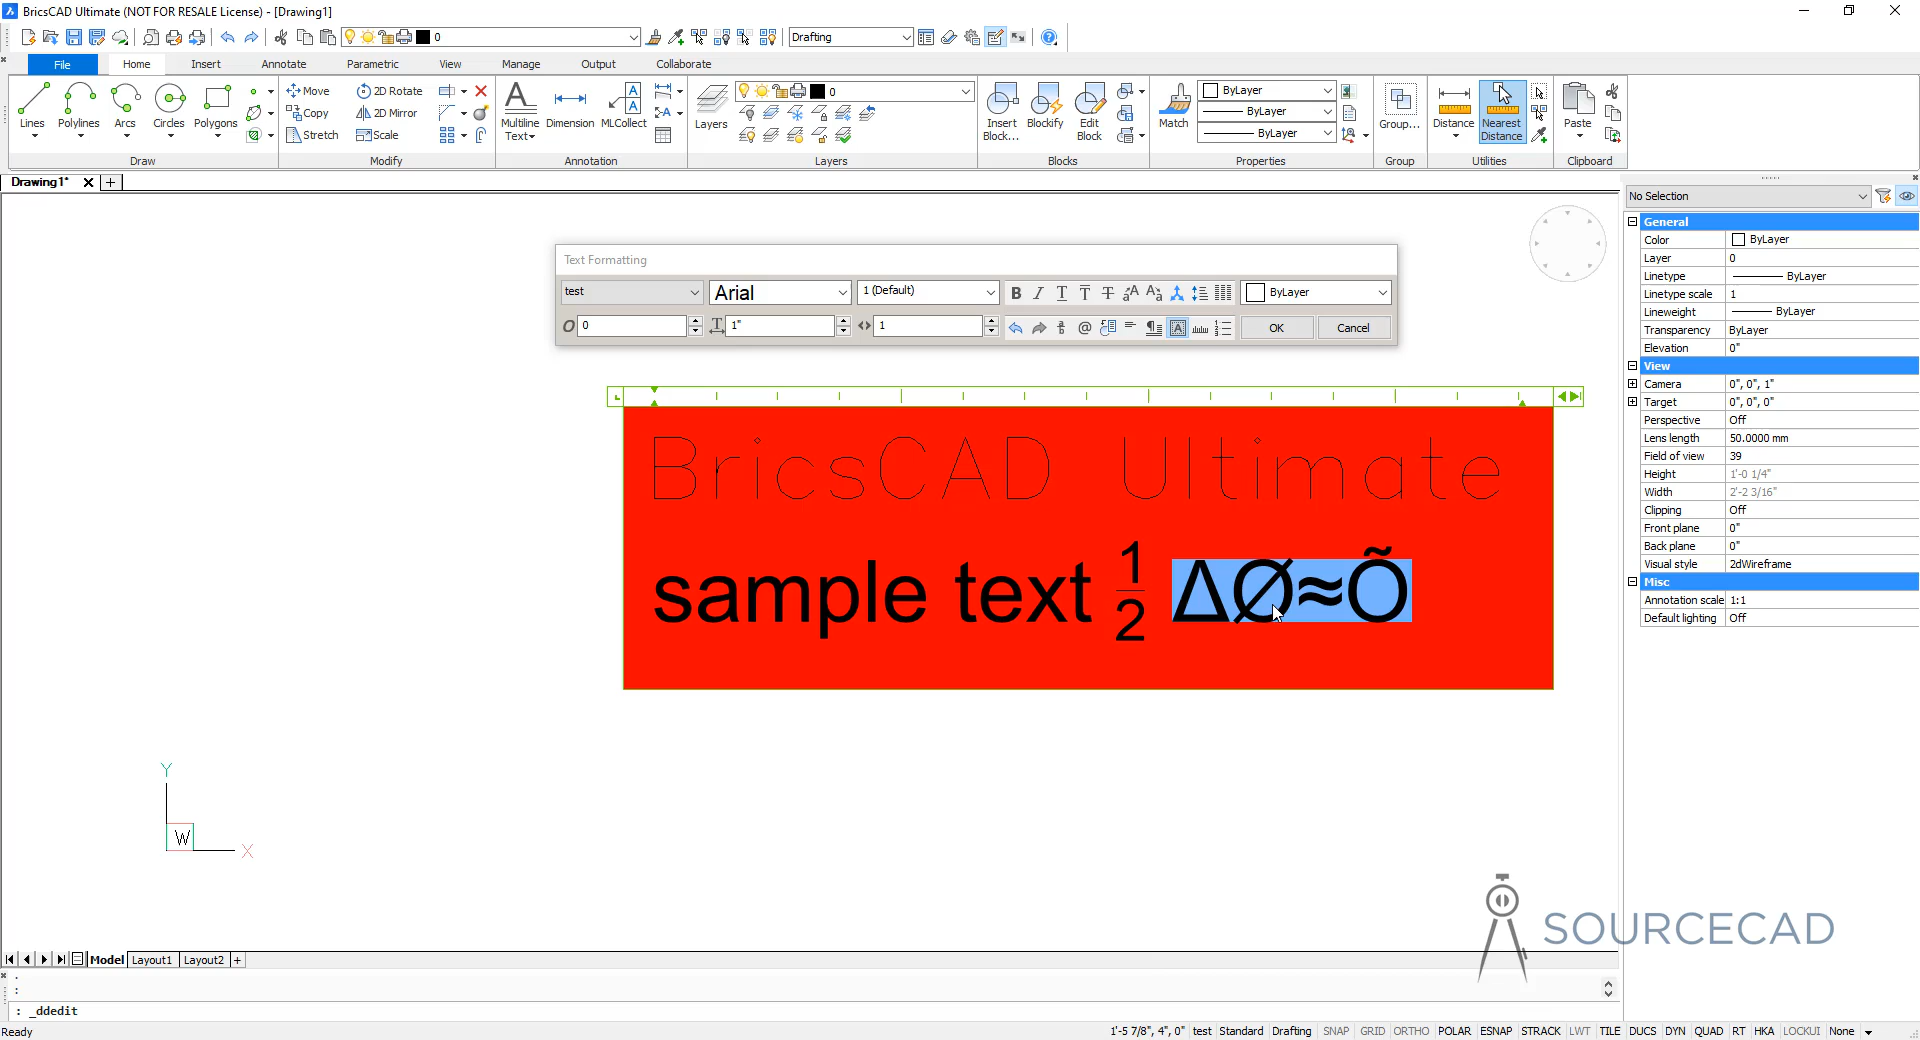 BricsCAD Ultimate (NOT FOR RESALE License) - [Drawing1]
0
Drafting
File Home Insert Annotate Parametric View Manage Output Collaborate
Lines Polylines Arcs Circles Polygons
Draw
Move 2D Rotate
Copy 2D Mirror
Stretch Scale
Modify
Multiline Text Dimension MLCollect
Annotation
Layers 0
Layers
Insert Block... Blockify Edit Block
Blocks
Match ByLayer
ByLayer
ByLayer
Properties
Group...
Group
Distance Nearest Distance
Utilities
Paste
Clipboard
Drawing1*
Text Formatting
test Arial 1 (Default) B I T T T ByLayer
O 0 1" 1 @ OK Cancel
BricsCAD Ultimate
sample text 1/2 ΔØ≈Õ
Y
W X
No Selection
General
Color ByLayer
Layer 0
Linetype ByLayer
Linetype scale 1
Lineweight ByLayer
Transparency ByLayer
Elevation 0"
View
Camera 0", 0", 1"
Target 0", 0", 0"
Perspective Off
Lens length 50.0000 mm
Field of view 39
Height 1'-0 1/4"
Width 2'-2 3/16"
Clipping Off
Front plane 0"
Back plane 0"
Visual style 2dWireframe
Misc
Annotation scale 1:1
Default lighting Off
SOURCECAD
Model Layout1 Layout2 +
:
: _ddedit
Ready 1'-5 7/8", 4", 0" test Standard Drafting SNAP GRID ORTHO POLAR ESNAP STRACK LWT TILE DUCS DYN QUAD RT HKA LOCKUI None